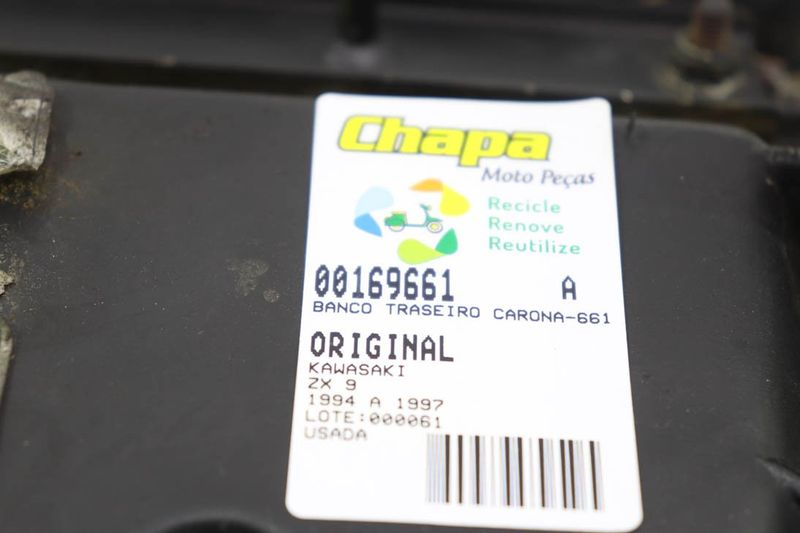 Chapa
Moto Peças
Recicle
Renove
Reutilize
00169661 A
BANCO TRASEIRO CARONA-661
ORIGINAL
KAWASAKI
ZX 9
1994 A 1997
LOTE:000061
USADA